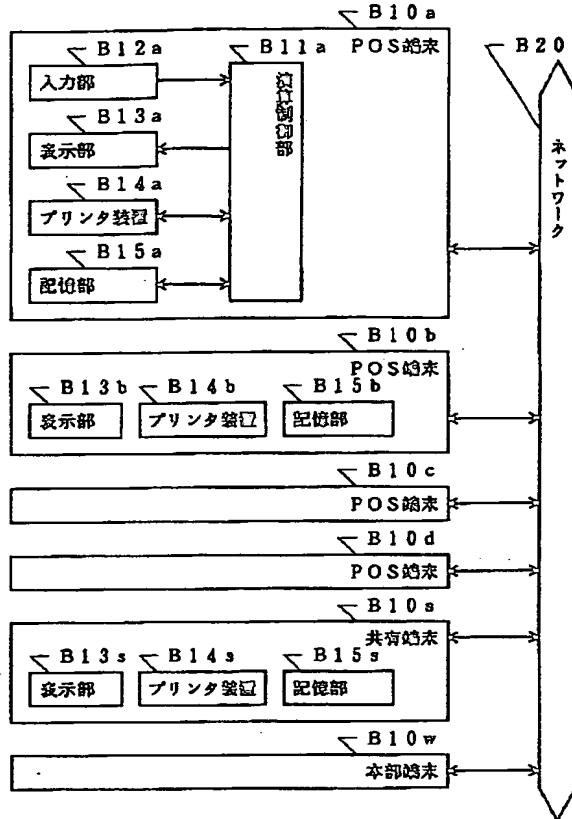 B10a
POS端末
B12a
入力部
B11a
演算制御部
B13a
表示部
B14a
プリンタ装置
B15a
記憶部
B20
ネットワーク
B10b
POS端末
B13b
表示部
B14b
プリンタ装置
B15b
記憶部
B10c
POS端末
B10d
POS端末
B10s
共有端末
B13s
表示部
B14s
プリンタ装置
B15s
記憶部
B10w
本部端末